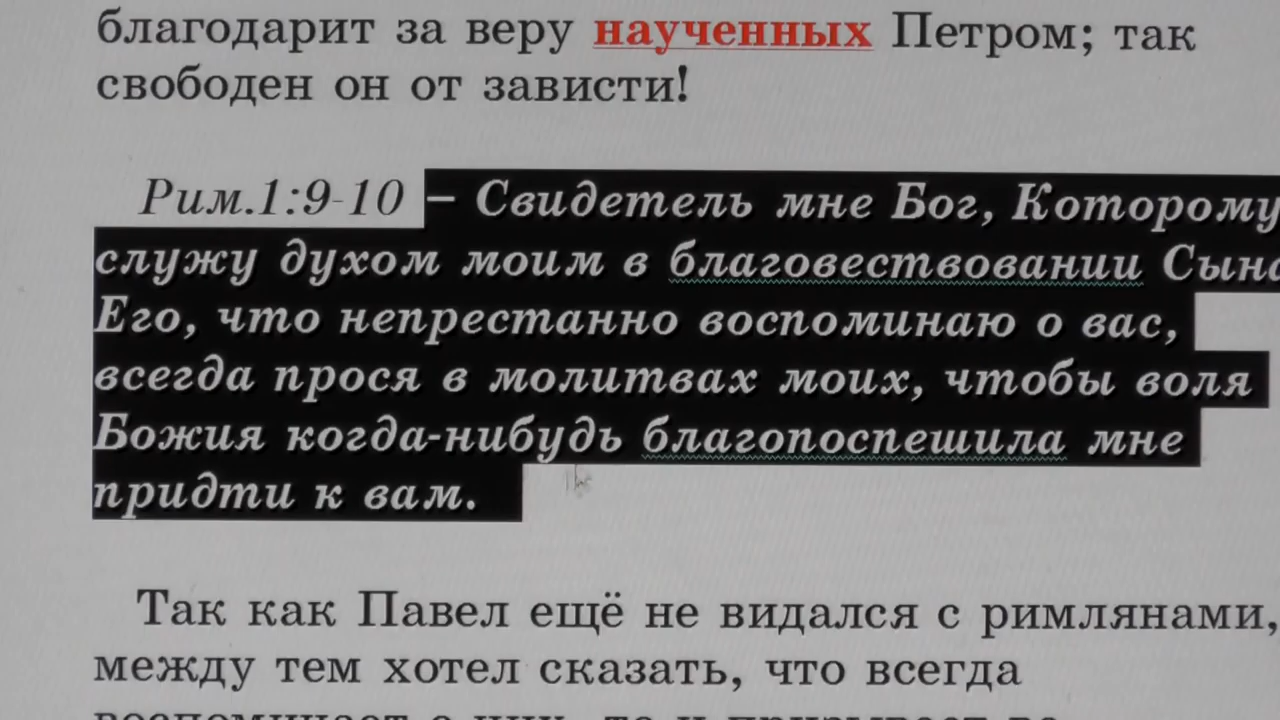 благодарит за веру наученных Петром; так
свободен он от зависти!
Рим.1:9-10 – Свидетель мне Бог, Которому
служу духом моим в благовествовании Сына
Его, что непрестанно воспоминаю о вас,
всегда прося в молитвах моих, чтобы воля
Божия когда-нибудь благопоспешила мне
придти к вам.
Так как Павел ещё не видался с римлянами,
между тем хотел сказать, что всегда